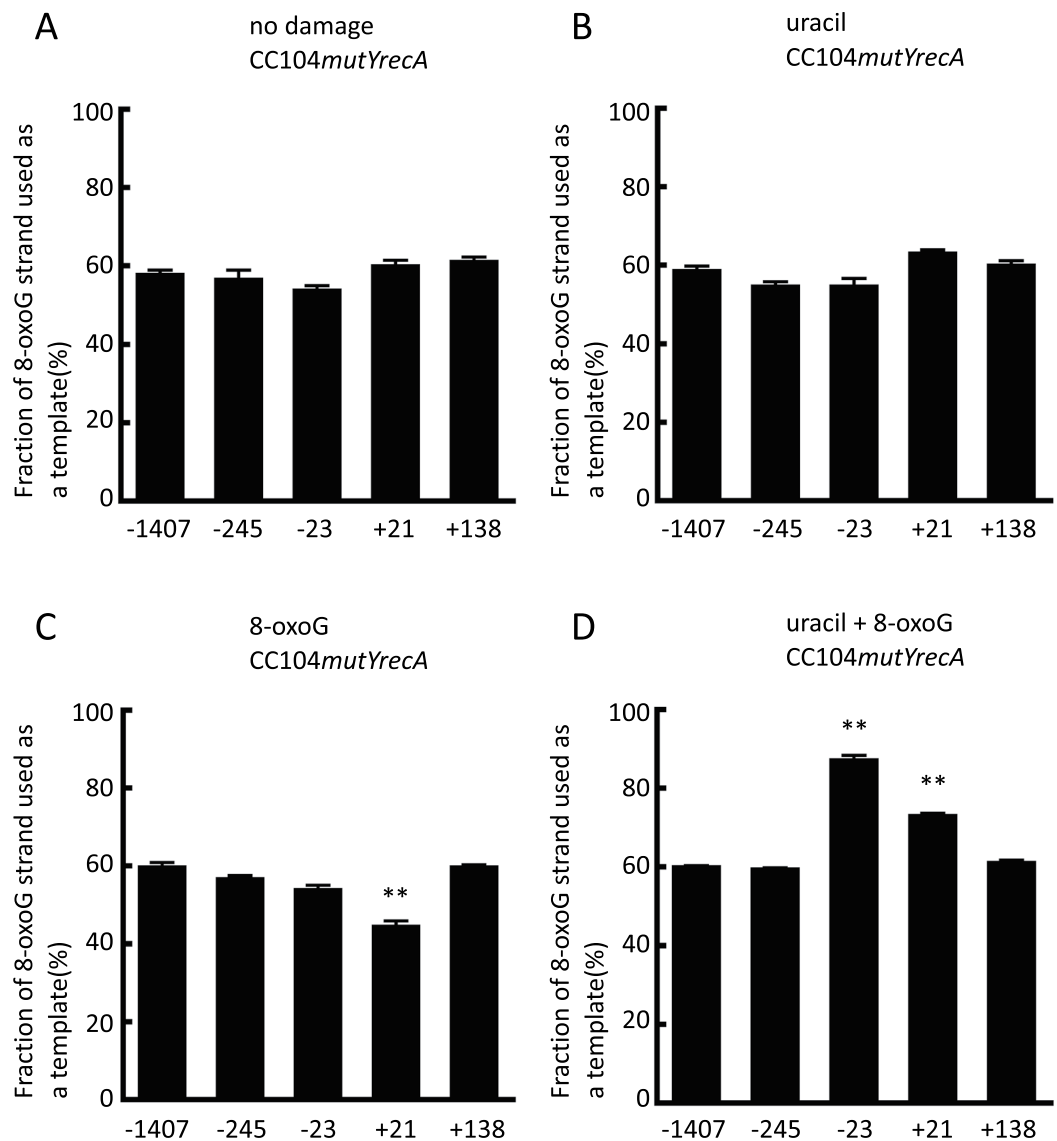 A
no damage
CC104mutYrecA
Fraction of 8-oxoG strand used as
a template(%)
100
80
60
40
20
0
-1407 -245 -23 +21 +138
B
uracil
CC104mutYrecA
Fraction of 8-oxoG strand used as
a template(%)
100
80
60
40
20
0
-1407 -245 -23 +21 +138
C
8-oxoG
CC104mutYrecA
Fraction of 8-oxoG strand used as
a template(%)
100
80
60
40
20
0
**
-1407 -245 -23 +21 +138
D
uracil + 8-oxoG
CC104mutYrecA
Fraction of 8-oxoG strand used as
a template(%)
100
80
60
40
20
0
**
**
-1407 -245 -23 +21 +138